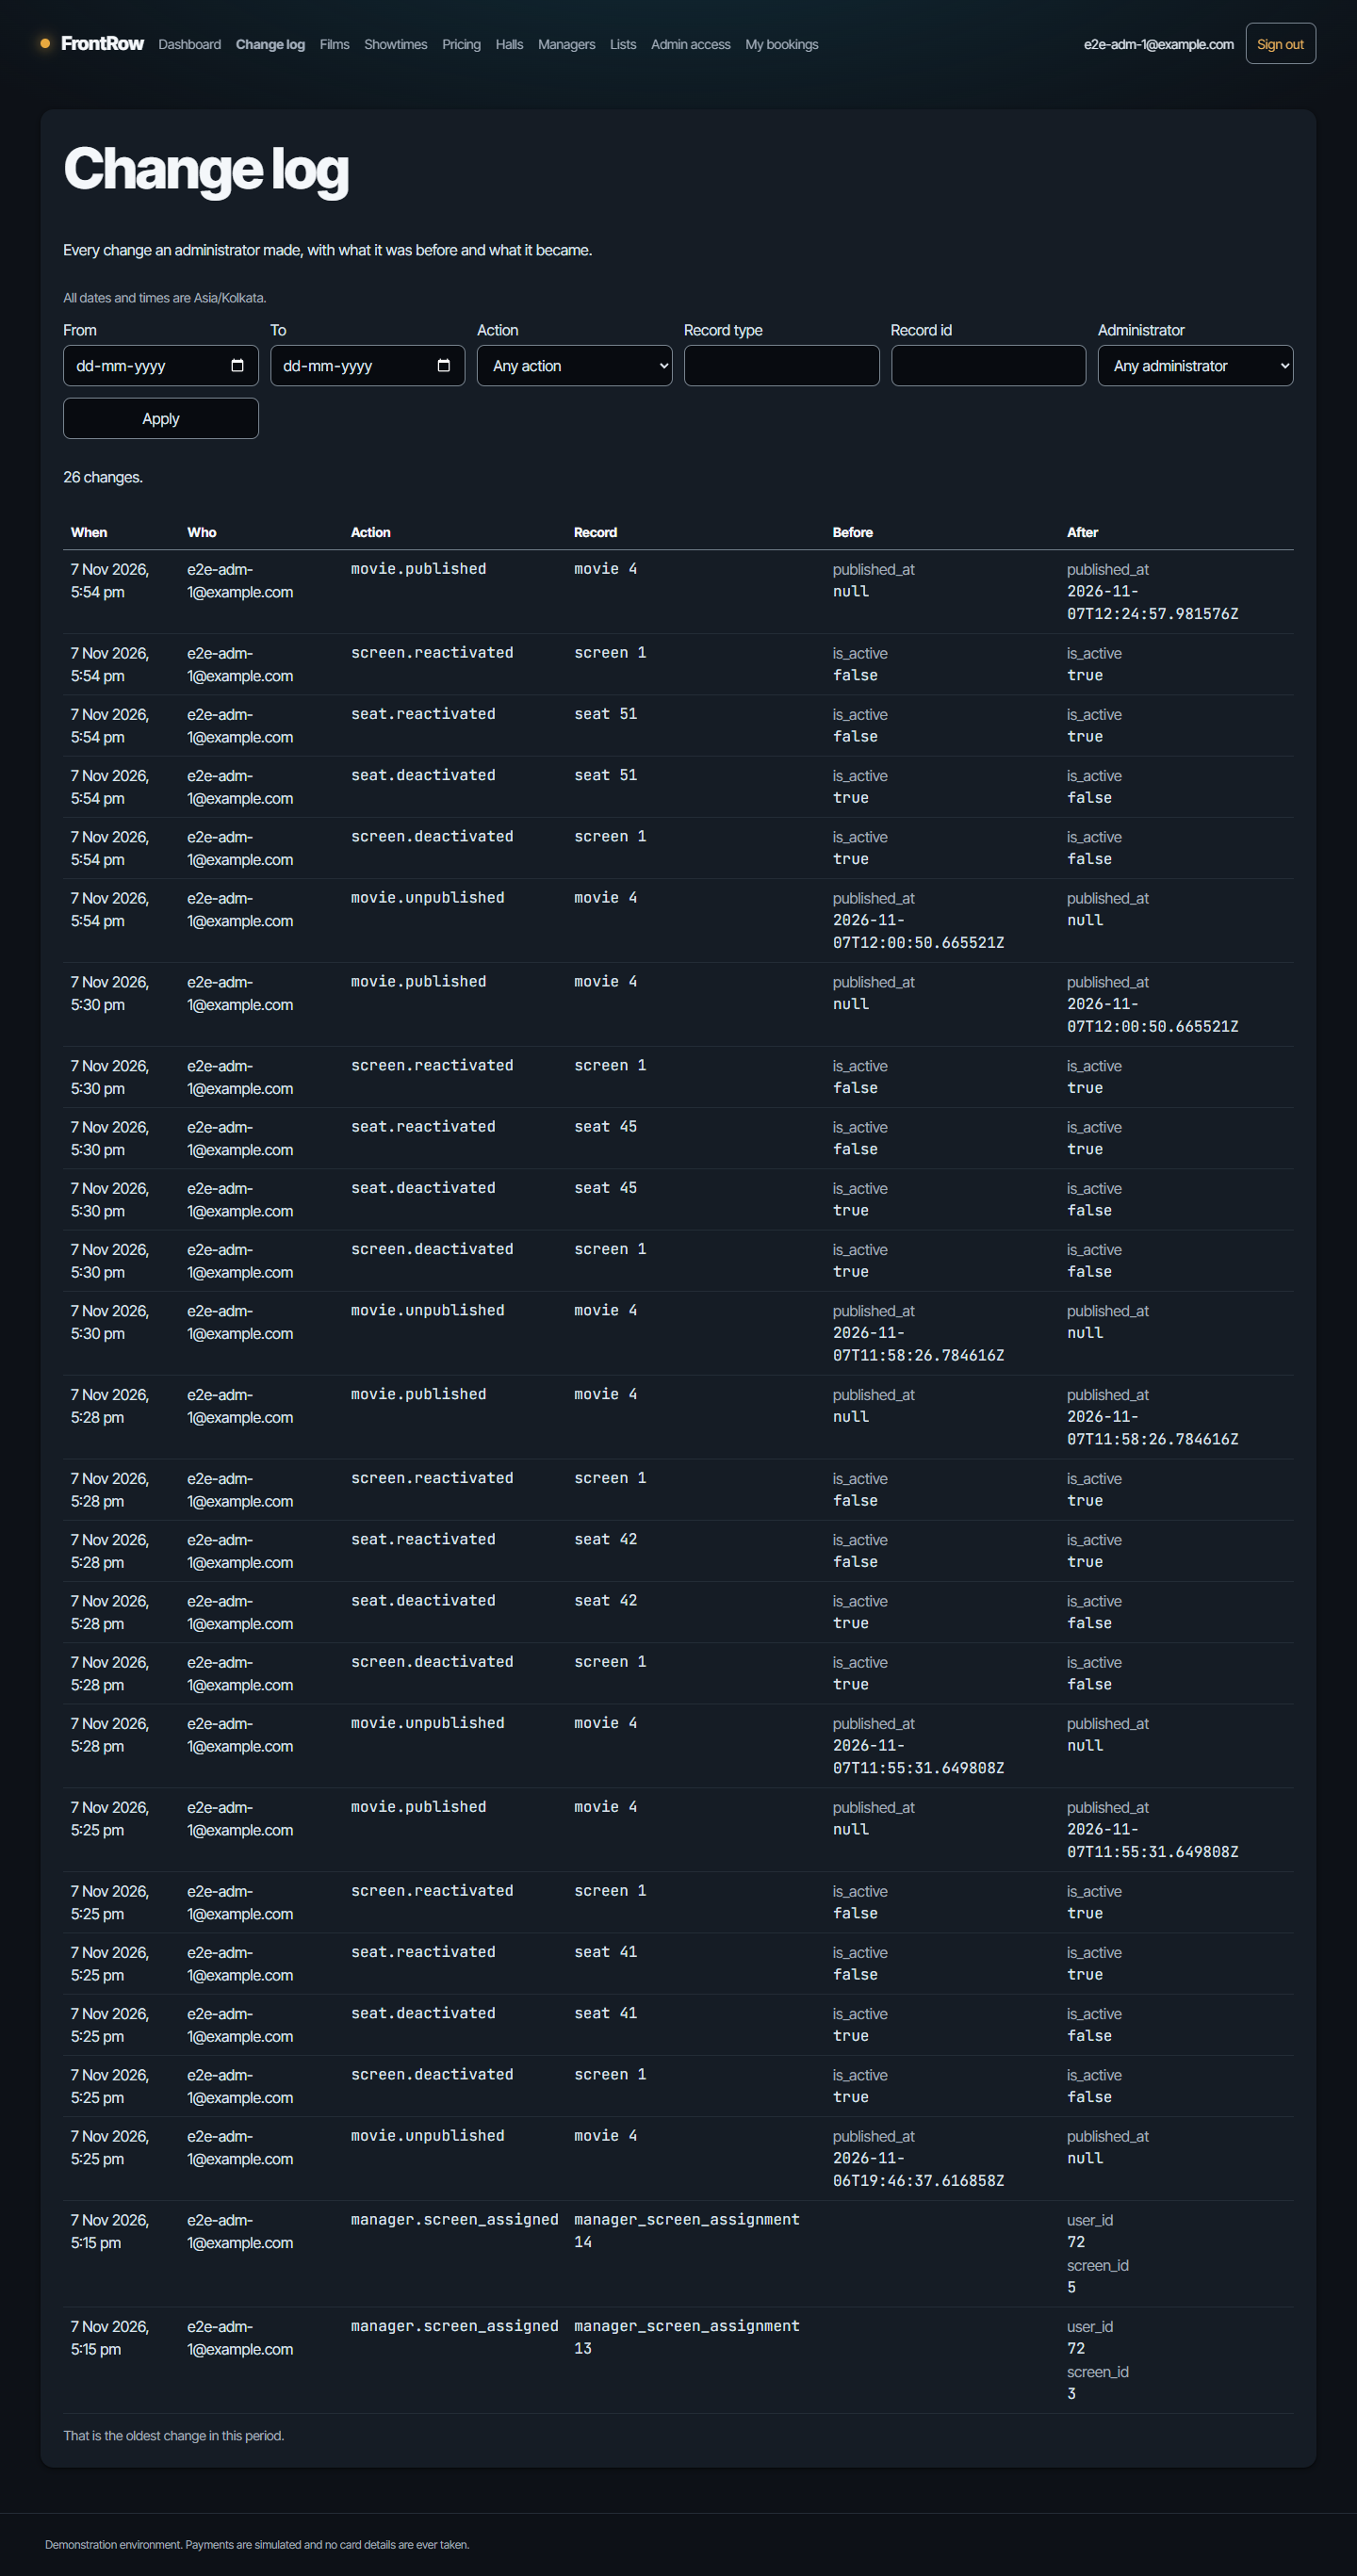 FrontRow Dashboard Change log Films Showtimes Pricing Halls Managers Lists Admin access My bookings e2e-adm-1@example.com Sign out
Change log
Every change an administrator made, with what it was before and what it became.
All dates and times are Asia/Kolkata.
From To Action Record type Record id Administrator
dd-mm-yyyy dd-mm-yyyy Any action Any administrator
Apply
26 changes.
When Who Action Record Before After
7 Nov 2026, e2e-adm- movie.published movie 4 published_at published_at
5:54 pm 1@example.com null 2026-11-
07T12:24:57.981576Z
7 Nov 2026, e2e-adm- screen.reactivated screen 1 is_active is_active
5:54 pm 1@example.com false true
7 Nov 2026, e2e-adm- seat.reactivated seat 51 is_active is_active
5:54 pm 1@example.com false true
7 Nov 2026, e2e-adm- seat.deactivated seat 51 is_active is_active
5:54 pm 1@example.com true false
7 Nov 2026, e2e-adm- screen.deactivated screen 1 is_active is_active
5:54 pm 1@example.com true false
7 Nov 2026, e2e-adm- movie.unpublished movie 4 published_at published_at
5:54 pm 1@example.com 2026-11- null
07T12:00:50.665521Z
7 Nov 2026, e2e-adm- movie.published movie 4 published_at published_at
5:30 pm 1@example.com null 2026-11-
07T12:00:50.665521Z
7 Nov 2026, e2e-adm- screen.reactivated screen 1 is_active is_active
5:30 pm 1@example.com false true
7 Nov 2026, e2e-adm- seat.reactivated seat 45 is_active is_active
5:30 pm 1@example.com false true
7 Nov 2026, e2e-adm- seat.deactivated seat 45 is_active is_active
5:30 pm 1@example.com true false
7 Nov 2026, e2e-adm- screen.deactivated screen 1 is_active is_active
5:30 pm 1@example.com true false
7 Nov 2026, e2e-adm- movie.unpublished movie 4 published_at published_at
5:30 pm 1@example.com 2026-11- null
07T11:58:26.784616Z
7 Nov 2026, e2e-adm- movie.published movie 4 published_at published_at
5:28 pm 1@example.com null 2026-11-
07T11:58:26.784616Z
7 Nov 2026, e2e-adm- screen.reactivated screen 1 is_active is_active
5:28 pm 1@example.com false true
7 Nov 2026, e2e-adm- seat.reactivated seat 42 is_active is_active
5:28 pm 1@example.com false true
7 Nov 2026, e2e-adm- seat.deactivated seat 42 is_active is_active
5:28 pm 1@example.com true false
7 Nov 2026, e2e-adm- screen.deactivated screen 1 is_active is_active
5:28 pm 1@example.com true false
7 Nov 2026, e2e-adm- movie.unpublished movie 4 published_at published_at
5:28 pm 1@example.com 2026-11- null
07T11:55:31.649808Z
7 Nov 2026, e2e-adm- movie.published movie 4 published_at published_at
5:25 pm 1@example.com null 2026-11-
07T11:55:31.649808Z
7 Nov 2026, e2e-adm- screen.reactivated screen 1 is_active is_active
5:25 pm 1@example.com false true
7 Nov 2026, e2e-adm- seat.reactivated seat 41 is_active is_active
5:25 pm 1@example.com false true
7 Nov 2026, e2e-adm- seat.deactivated seat 41 is_active is_active
5:25 pm 1@example.com true false
7 Nov 2026, e2e-adm- screen.deactivated screen 1 is_active is_active
5:25 pm 1@example.com true false
7 Nov 2026, e2e-adm- movie.unpublished movie 4 published_at published_at
5:25 pm 1@example.com 2026-11- null
06T19:46:37.616858Z
7 Nov 2026, e2e-adm- manager.screen_assigned manager_screen_assignment user_id
5:15 pm 1@example.com 14 72
screen_id
5
7 Nov 2026, e2e-adm- manager.screen_assigned manager_screen_assignment user_id
5:15 pm 1@example.com 13 72
screen_id
3
That is the oldest change in this period.
Demonstration environment. Payments are simulated and no card details are ever taken.